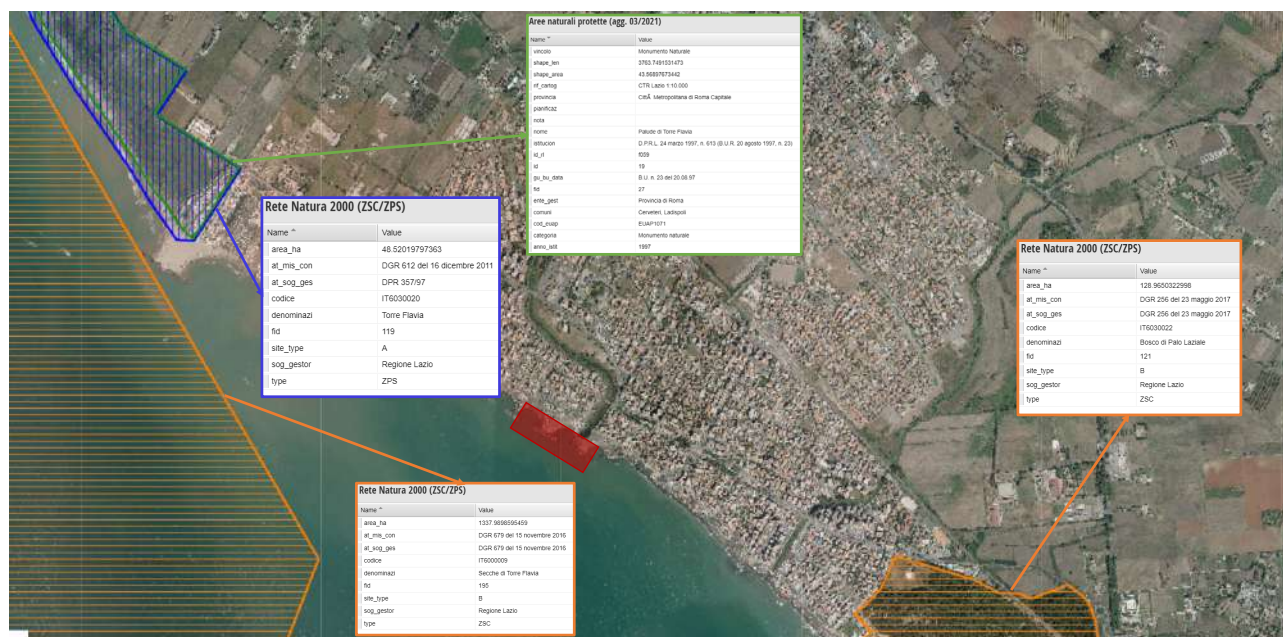 Aree naturali protette (agg. 03/2021)
Name Value
vincolo Monumento Naturale
shape_len 3763.7491531473
shape_area 43.56897673442
rif_cartog CTR Lazio 1:10.000
provincia CittÃ Metropolitana di Roma Capitale
pianificaz
nota
nome Palude di Torre Flavia
istitucion D.P.R.L. 24 marzo 1997, n. 613 (B.U.R. 20 agosto 1997, n. 23)
id_rl f039
id 19
gu_bu_data B.U. n. 23 del 20.08.97
fid 27
ente_gest Provincia di Roma
comuni Cerveteri, Ladispoli
cod_euap EUAP1071
categoria Monumento naturale
anno_istit 1997
Rete Natura 2000 (ZSC/ZPS)
Name Value
area_ha 48.52019797363
at_mis_con DGR 612 del 16 dicembre 2011
at_sog_ges DPR 357/97
codice IT6030020
denominazi Torre Flavia
fid 119
site_type A
sog_gestor Regione Lazio
type ZPS
Rete Natura 2000 (ZSC/ZPS)
Name Value
area_ha 128.9650322998
at_mis_con DGR 256 del 23 maggio 2017
at_sog_ges DGR 256 del 23 maggio 2017
codice IT6030022
denominazi Bosco di Palo Laziale
fid 121
site_type B
sog_gestor Regione Lazio
type ZSC
Rete Natura 2000 (ZSC/ZPS)
Name Value
area_ha 1337.9898595459
at_mis_con DGR 679 del 15 novembre 2016
at_sog_ges DGR 679 del 15 novembre 2016
codice IT6000009
denominazi Secche di Torre Flavia
fid 195
site_type B
sog_gestor Regione Lazio
type ZSC